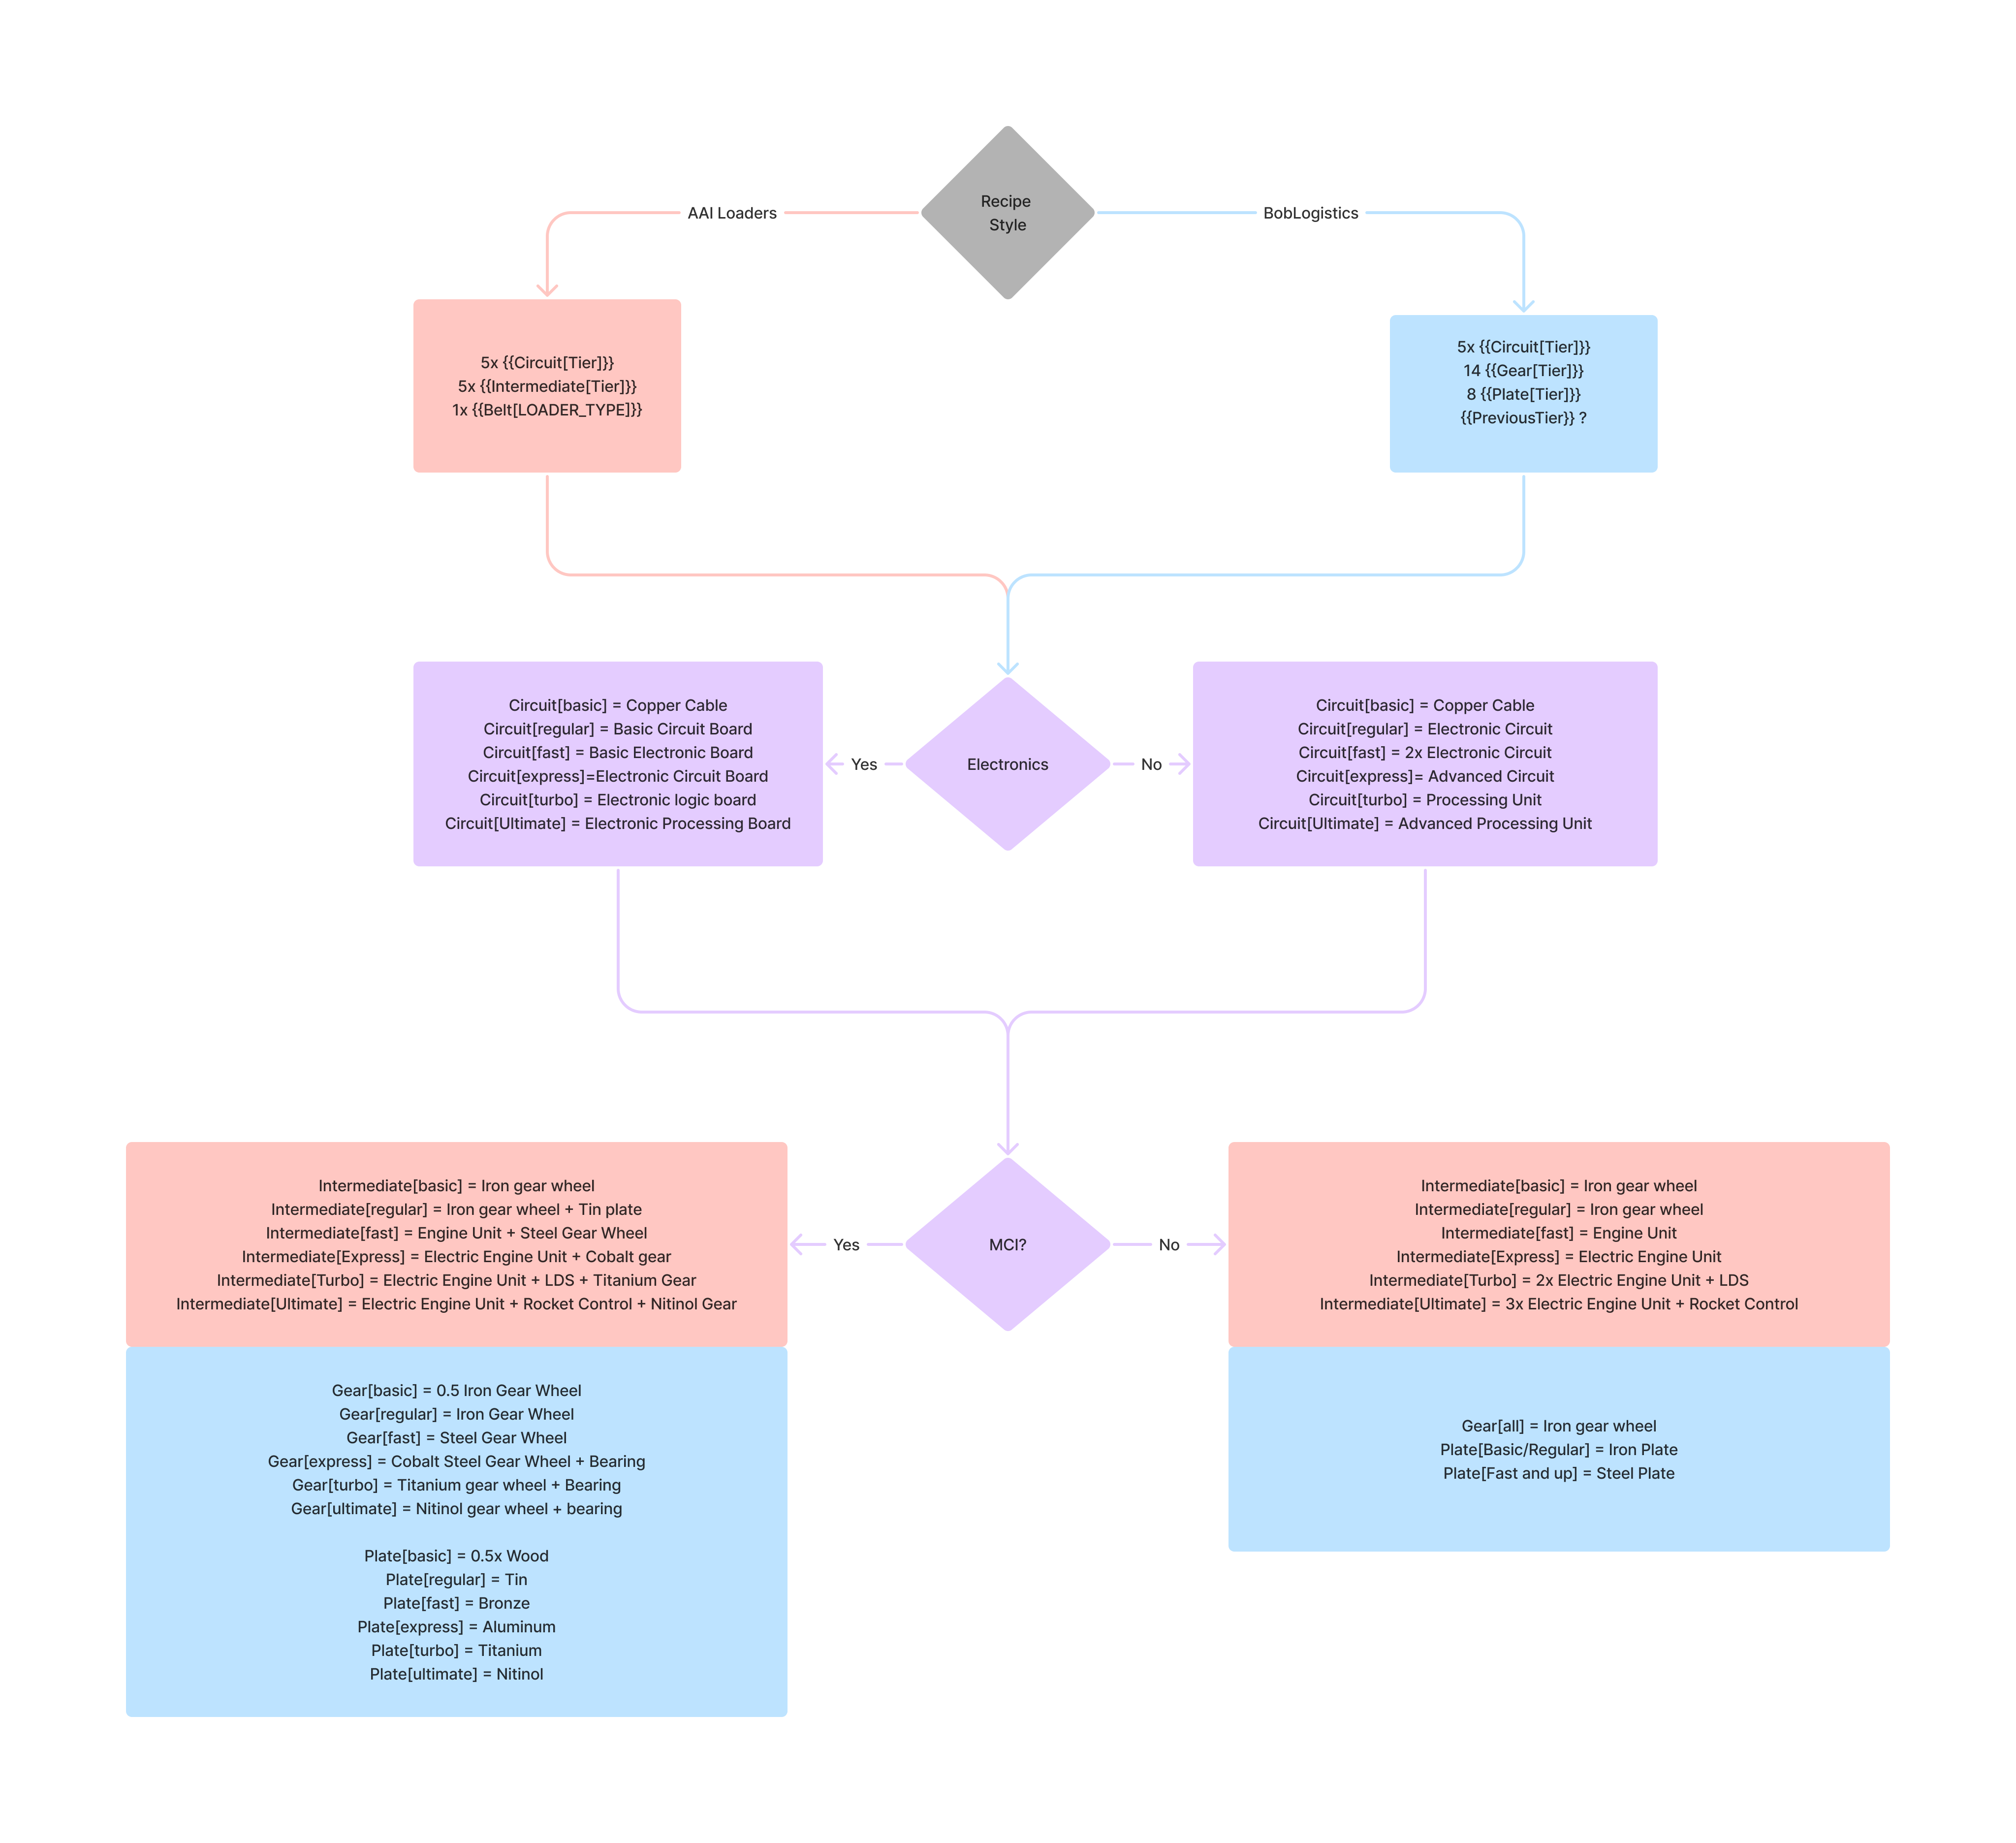 Recipe
Style
AAI Loaders
BobLogistics
5x {{Circuit[Tier]}}
5x {{Intermediate[Tier]}}
1x {{Belt[LOADER_TYPE]}}
5x {{Circuit[Tier]}}
14 {{Gear[Tier]}}
8 {{Plate[Tier]}}
{{PreviousTier}} ?
Circuit[basic] = Copper Cable
Circuit[regular] = Basic Circuit Board
Circuit[fast] = Basic Electronic Board
Circuit[express]=Electronic Circuit Board
Circuit[turbo] = Electronic logic board
Circuit[Ultimate] = Electronic Processing Board
Yes
Electronics
No
Circuit[basic] = Copper Cable
Circuit[regular] = Electronic Circuit
Circuit[fast] = 2x Electronic Circuit
Circuit[express]= Advanced Circuit
Circuit[turbo] = Processing Unit
Circuit[Ultimate] = Advanced Processing Unit
Intermediate[basic] = Iron gear wheel
Intermediate[regular] = Iron gear wheel + Tin plate
Intermediate[fast] = Engine Unit + Steel Gear Wheel
Intermediate[Express] = Electric Engine Unit + Cobalt gear
Intermediate[Turbo] = Electric Engine Unit + LDS + Titanium Gear
Intermediate[Ultimate] = Electric Engine Unit + Rocket Control + Nitinol Gear
Yes
MCI?
No
Intermediate[basic] = Iron gear wheel
Intermediate[regular] = Iron gear wheel
Intermediate[fast] = Engine Unit
Intermediate[Express] = Electric Engine Unit
Intermediate[Turbo] = 2x Electric Engine Unit + LDS
Intermediate[Ultimate] = 3x Electric Engine Unit + Rocket Control
Gear[basic] = 0.5 Iron Gear Wheel
Gear[regular] = Iron Gear Wheel
Gear[fast] = Steel Gear Wheel
Gear[express] = Cobalt Steel Gear Wheel + Bearing
Gear[turbo] = Titanium gear wheel + Bearing
Gear[ultimate] = Nitinol gear wheel + bearing
Plate[basic] = 0.5x Wood
Plate[regular] = Tin
Plate[fast] = Bronze
Plate[express] = Aluminum
Plate[turbo] = Titanium
Plate[ultimate] = Nitinol
Gear[all] = Iron gear wheel
Plate[Basic/Regular] = Iron Plate
Plate[Fast and up] = Steel Plate